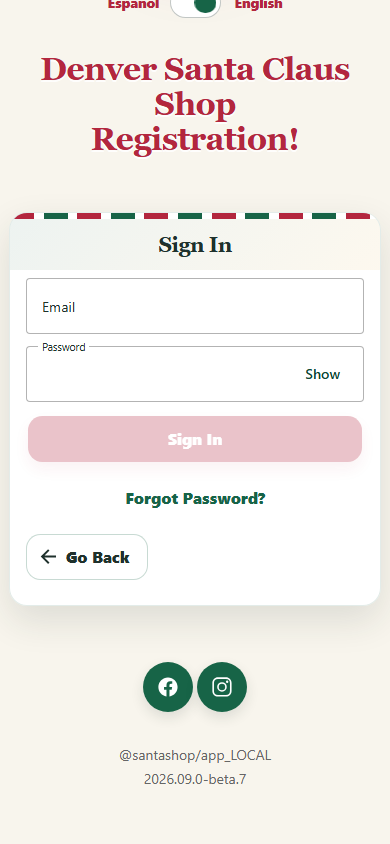 Español English
Denver Santa Claus
Shop
Registration!
Sign In
Email
Password
Show
Sign In
Forgot Password?
Go Back
@santashop/app_LOCAL
2026.09.0-beta.7